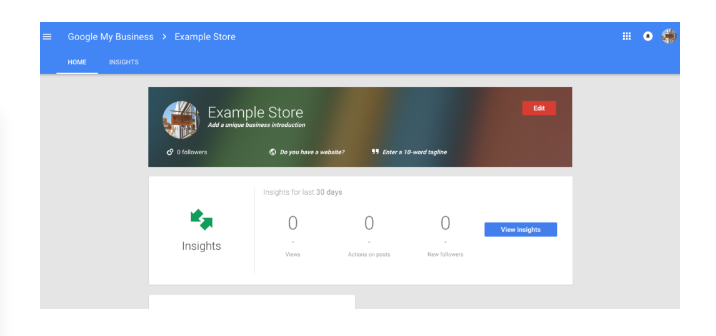 Google My Business > Example Store
HOME INSIGHTS
Example Store
Add a unique business introduction
Edit
0 followers Do you have a website? Enter a 10-word tagline
Insights for last 30 days
0 0 0
- - -
Insights
View Insights
Views Actions on posts New followers